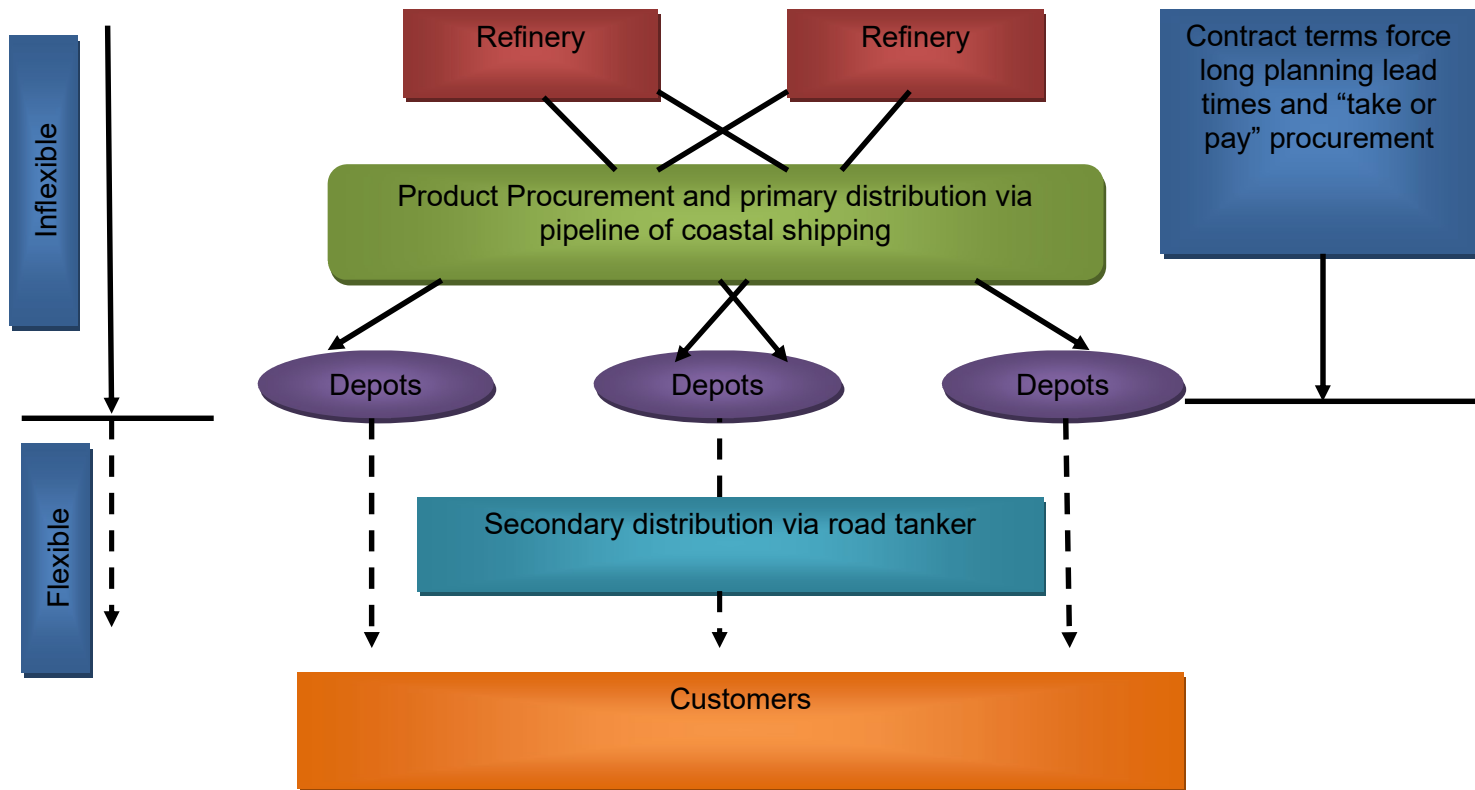 Refinery
Refinery
Contract terms force
long planning lead
times and “take or
pay” procurement
Inflexible
Product Procurement and primary distribution via
pipeline of coastal shipping
Depots
Depots
Depots
Flexible
Secondary distribution via road tanker
Customers